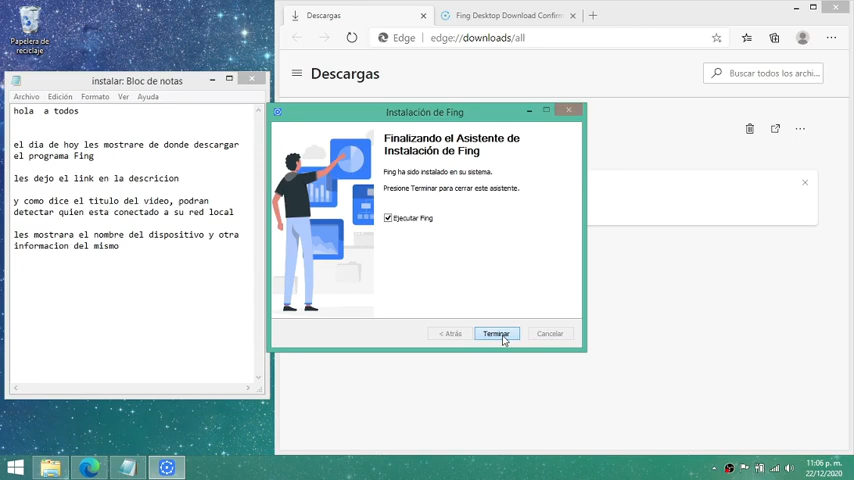 Papelera de
reciclaje
instalar: Bloc de notas
Archivo Edición Formato Ver Ayuda
hola a todos
el dia de hoy les mostrare de donde descargar
el programa Fing
les dejo el link en la descricion
y como dice el titulo del video, podran
detectar quien esta conectado a su red local
les mostrara el nombre del dispositivo y otra
informacion del mismo
Descargas
Fing Desktop Download Confirm
Edge edge://downloads/all
Descargas
Buscar todos los archi...
Instalación de Fing
Finalizando el Asistente de
Instalación de Fing
Fing ha sido instalado en su sistema.
Presione Terminar para cerrar este asistente.
Ejecutar Fing
< Atrás Terminar Cancelar
11:06 p. m.
22/12/2020